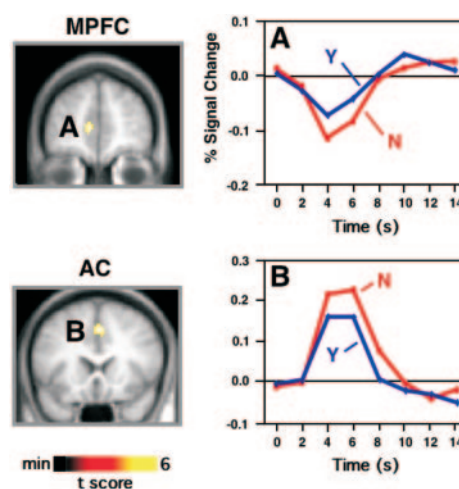 MPFC
A
A
0.1
0.0
-0.1
-0.2
% Signal Change
Y
N
0 2 4 6 8 10 12 14
Time (s)
AC
B
B
0.3
0.2
0.1
0.0
-0.1
N
Y
0 2 4 6 8 10 12 14
Time (s)
min 6
t score